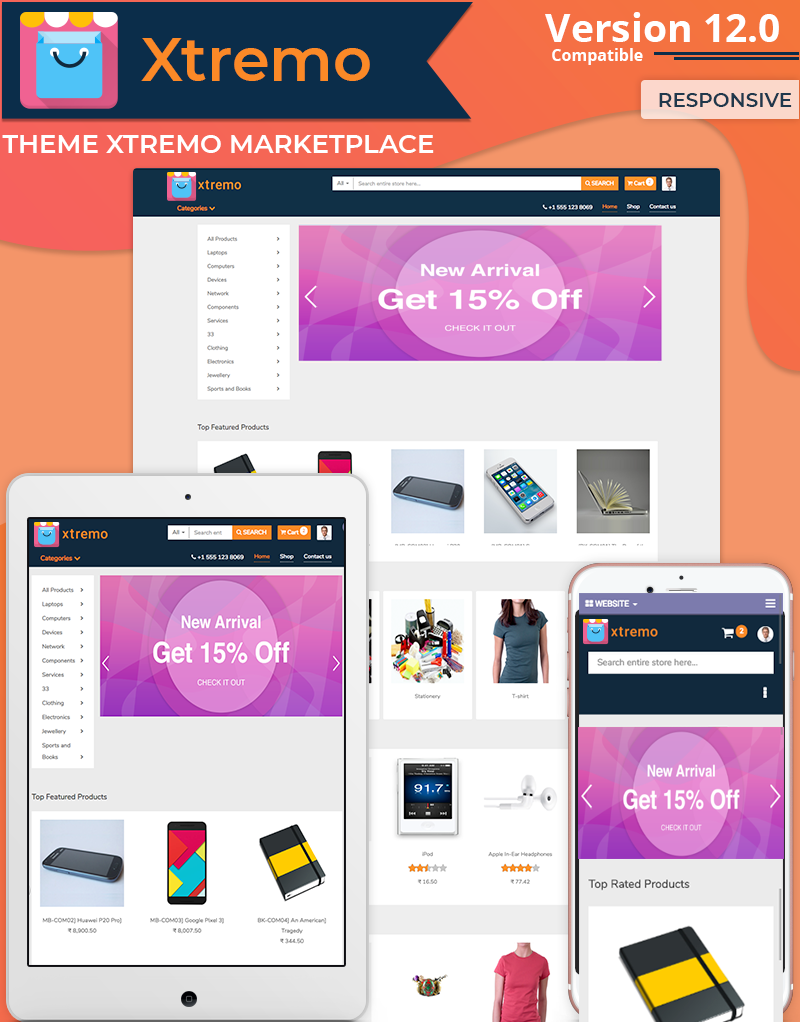 Xtremo
Version 12.0
Compatible
RESPONSIVE
THEME XTREMO MARKETPLACE
xtremo
All
Search entire store here...
SEARCH
Cart
Categories
+1 555 123 8069
Home
Shop
Contact us
All Products
Laptops
Computers
Devices
Network
Components
Services
33
Clothing
Electronics
Jewellery
Sports and Books
New Arrival
Get 15% Off
CHECK IT OUT
Top Featured Products
Stationery
T-shirt
91.7
iPod
₹ 16.50
Apple In-Ear Headphones
₹ 77.42
xtremo
All
Search ent
SEARCH
Cart
Categories
+1 555 123 8069
Home
Shop
Contact us
All Products
Laptops
Computers
Devices
Network
Components
Services
33
Clothing
Electronics
Jewellery
Sports and
Books
New Arrival
Get 15% Off
CHECK IT OUT
Top Featured Products
MB-COM02] Huawei P20 Pro]
₹ 8,900.50
MB-COM03] Google Pixel 3]
₹ 8,007.50
BK-COM04] An American]
Tragedy
₹ 344.50
WEBSITE
xtremo
2
Search entire store here...
New Arrival
Get 15% Off
CHECK IT OUT
Top Rated Products